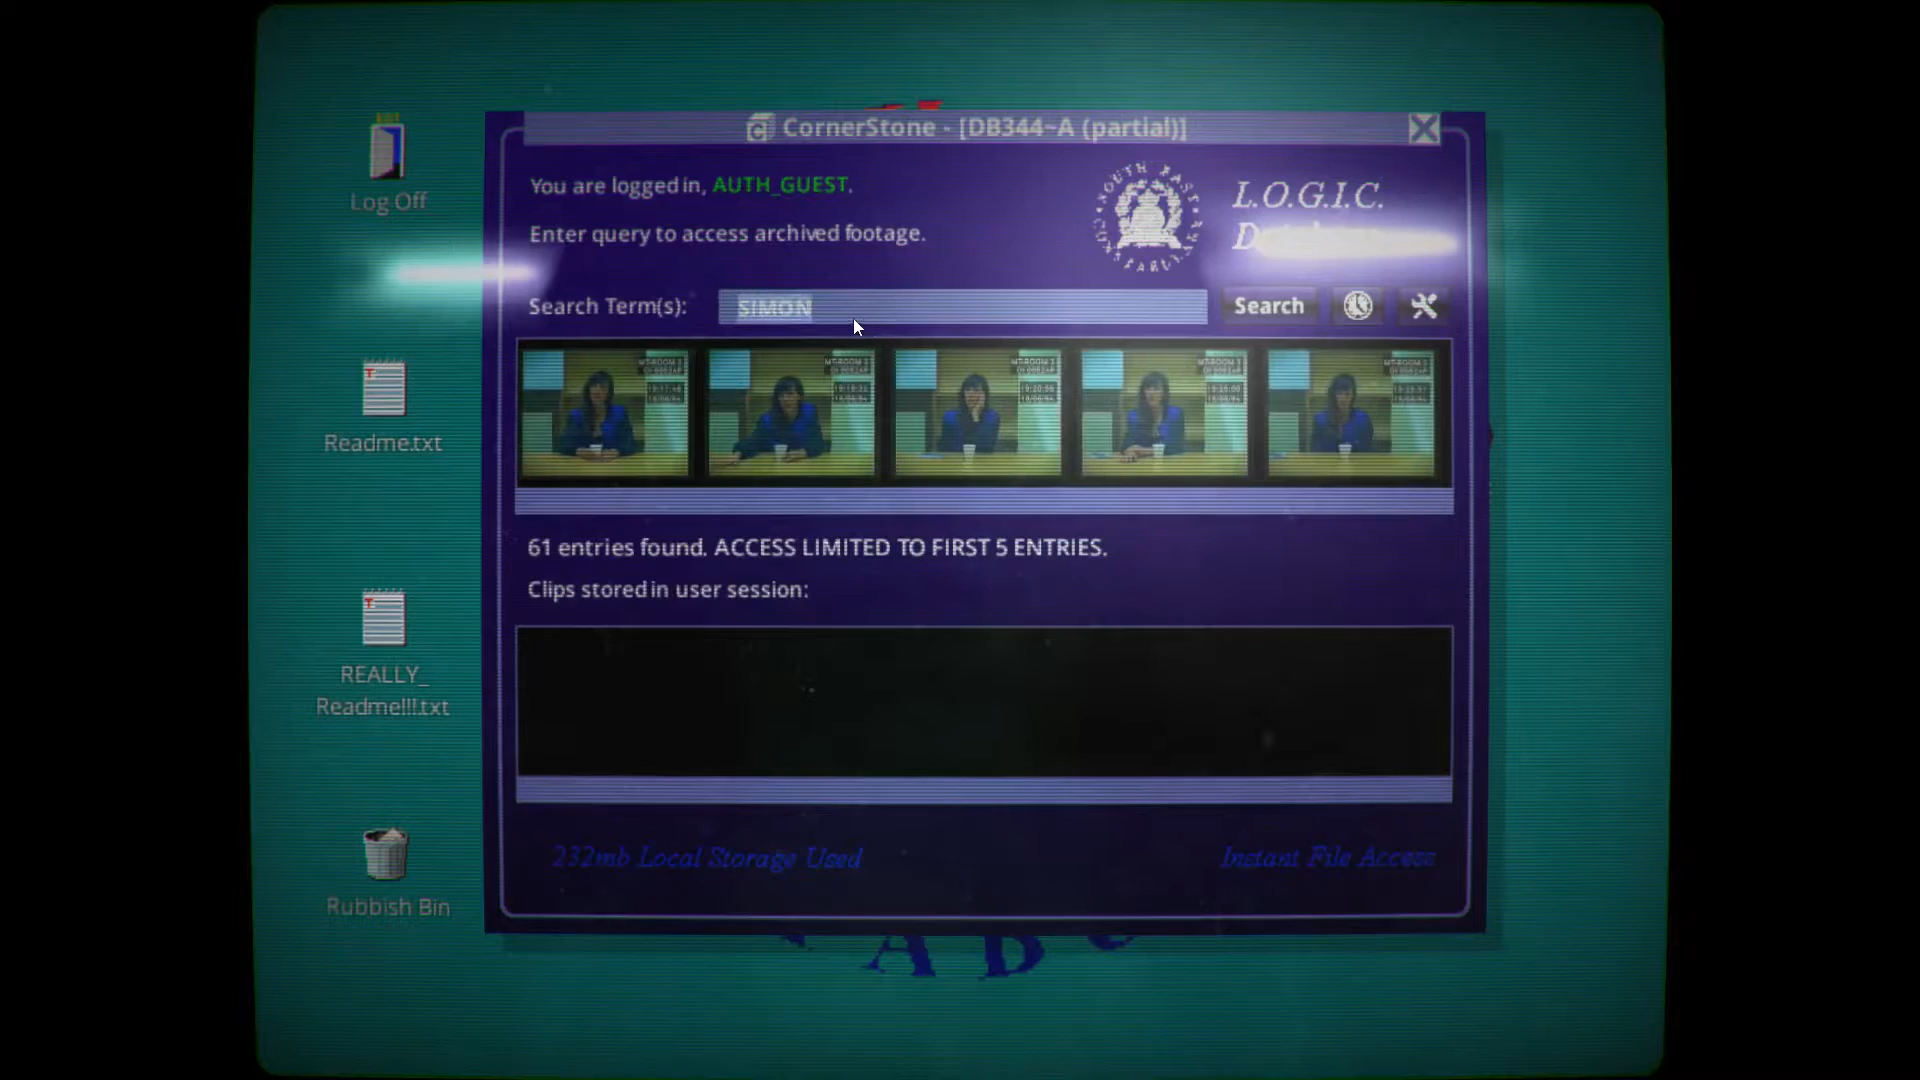 CornerStone - [DB344~A (partial)]
You are logged in, AUTH_GUEST.
L.O.G.I.C.
Enter query to access archived footage.
Search Term(s):
SIMON
Search
61 entries found. ACCESS LIMITED TO FIRST 5 ENTRIES.
Clips stored in user session:
232mb Local Storage Used
Instant File Access
Log Off
Readme.txt
REALLY_
Readme!!!.txt
Rubbish Bin